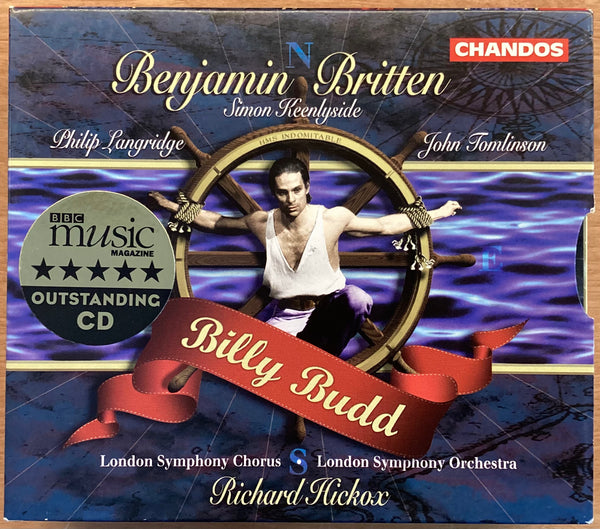 CHANDOS
N
Benjamin Britten
Simon Keenlyside
Philip Langridge
John Tomlinson
HMS INDOMITABLE
BBC
music
MAGAZINE
★★★★★
OUTSTANDING
CD
E
Billy Budd
London Symphony Chorus S London Symphony Orchestra
Richard Hickox